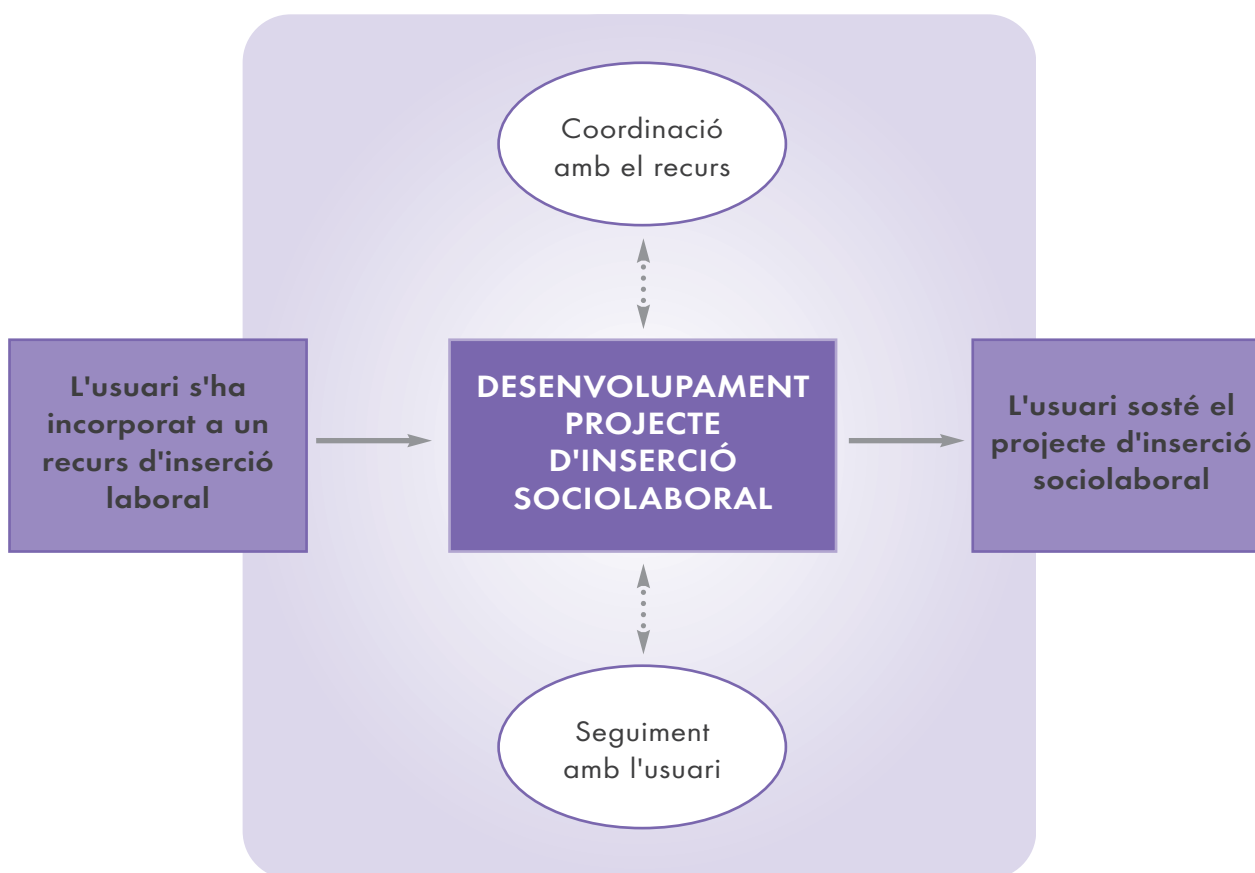 Coordinació
amb el recurs
L'usuari s'ha
incorporat a un
recurs d'inserció
laboral
DESENVOLUPAMENT
PROJECTE
D'INSERCIÓ
SOCIOLABORAL
L'usuari sosté el
projecte d'inserció
sociolaboral
Seguiment
amb l'usuari